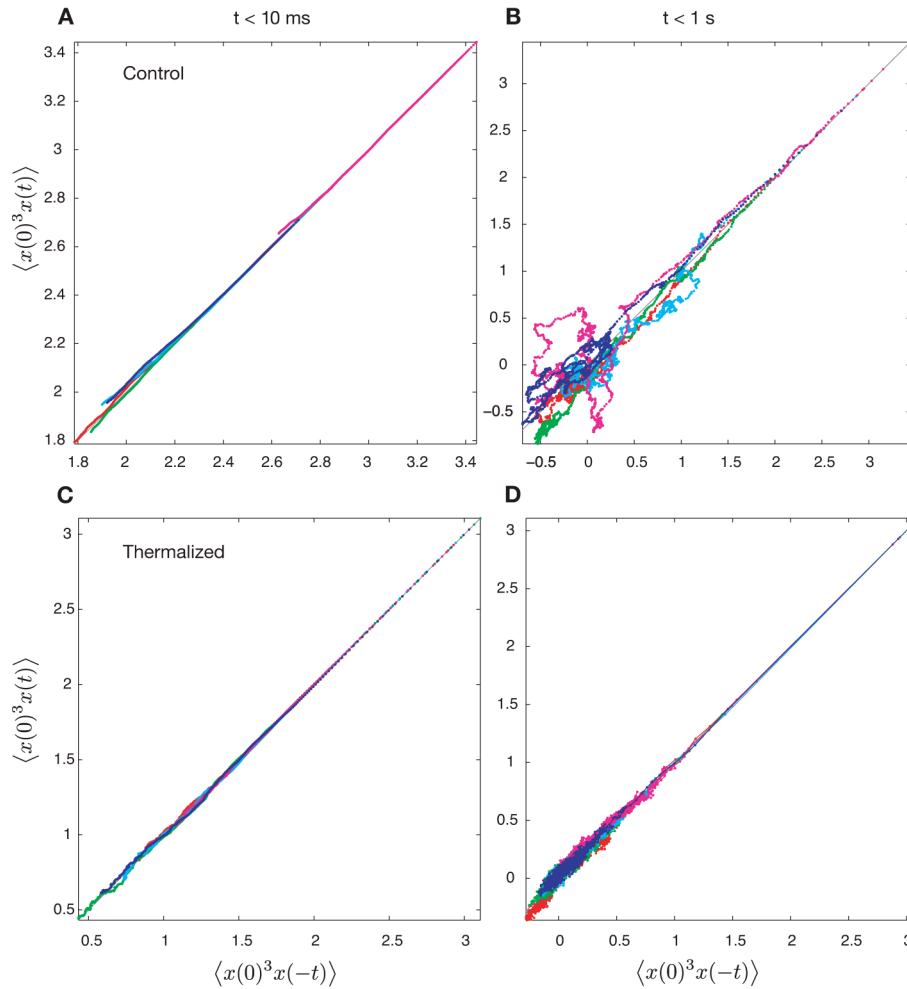 A t < 10 ms B t < 1 s
Control
3.4
3.2
3
2.8
2.6
2.4
2.2
2
1.8
⟨x(0)³x(t)⟩
1.8 2 2.2 2.4 2.6 2.8 3 3.2 3.4
3
2.5
2
1.5
1
0.5
0
−0.5
−0.5 0 0.5 1 1.5 2 2.5 3
C D
Thermalized
3
2.5
2
1.5
1
0.5
⟨x(0)³x(t)⟩
0.5 1 1.5 2 2.5 3
⟨x(0)³x(−t)⟩
3
2.5
2
1.5
1
0.5
0
0 0.5 1 1.5 2 2.5 3
⟨x(0)³x(−t)⟩